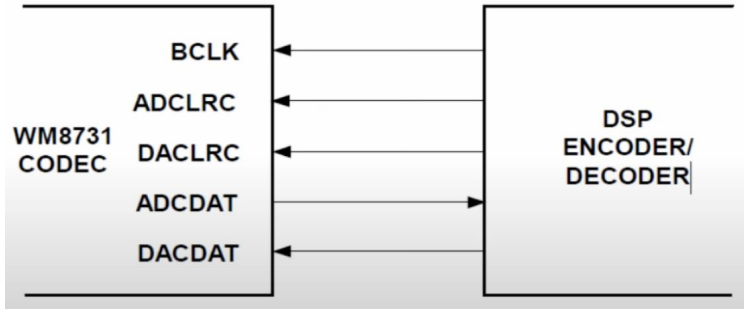 BCLK
ADCLRC
WM8731
CODEC
DACLRC
ADCDAT
DACDAT
DSP
ENCODER/
DECODER